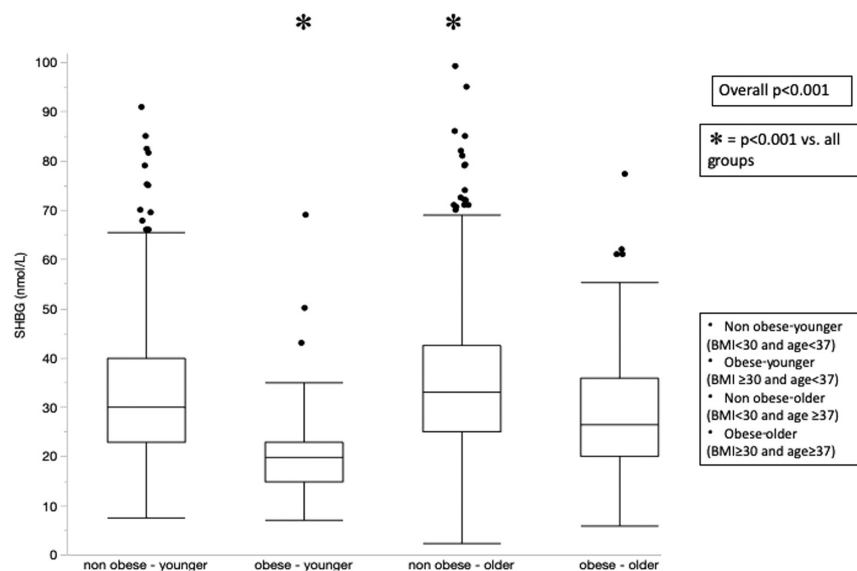 *
*
100
90
80
70
60
50
40
30
20
10
0
SHBG (nmol/L)
non obese - younger
obese - younger
non obese - older
obese - older
Overall p<0.001
* = p<0.001 vs. all
groups
• Non obese-younger
(BMI<30 and age<37)
• Obese-younger
(BMI ≥30 and age<37)
• Non obese-older
(BMI<30 and age ≥37)
• Obese-older
(BMI≥30 and age≥37)